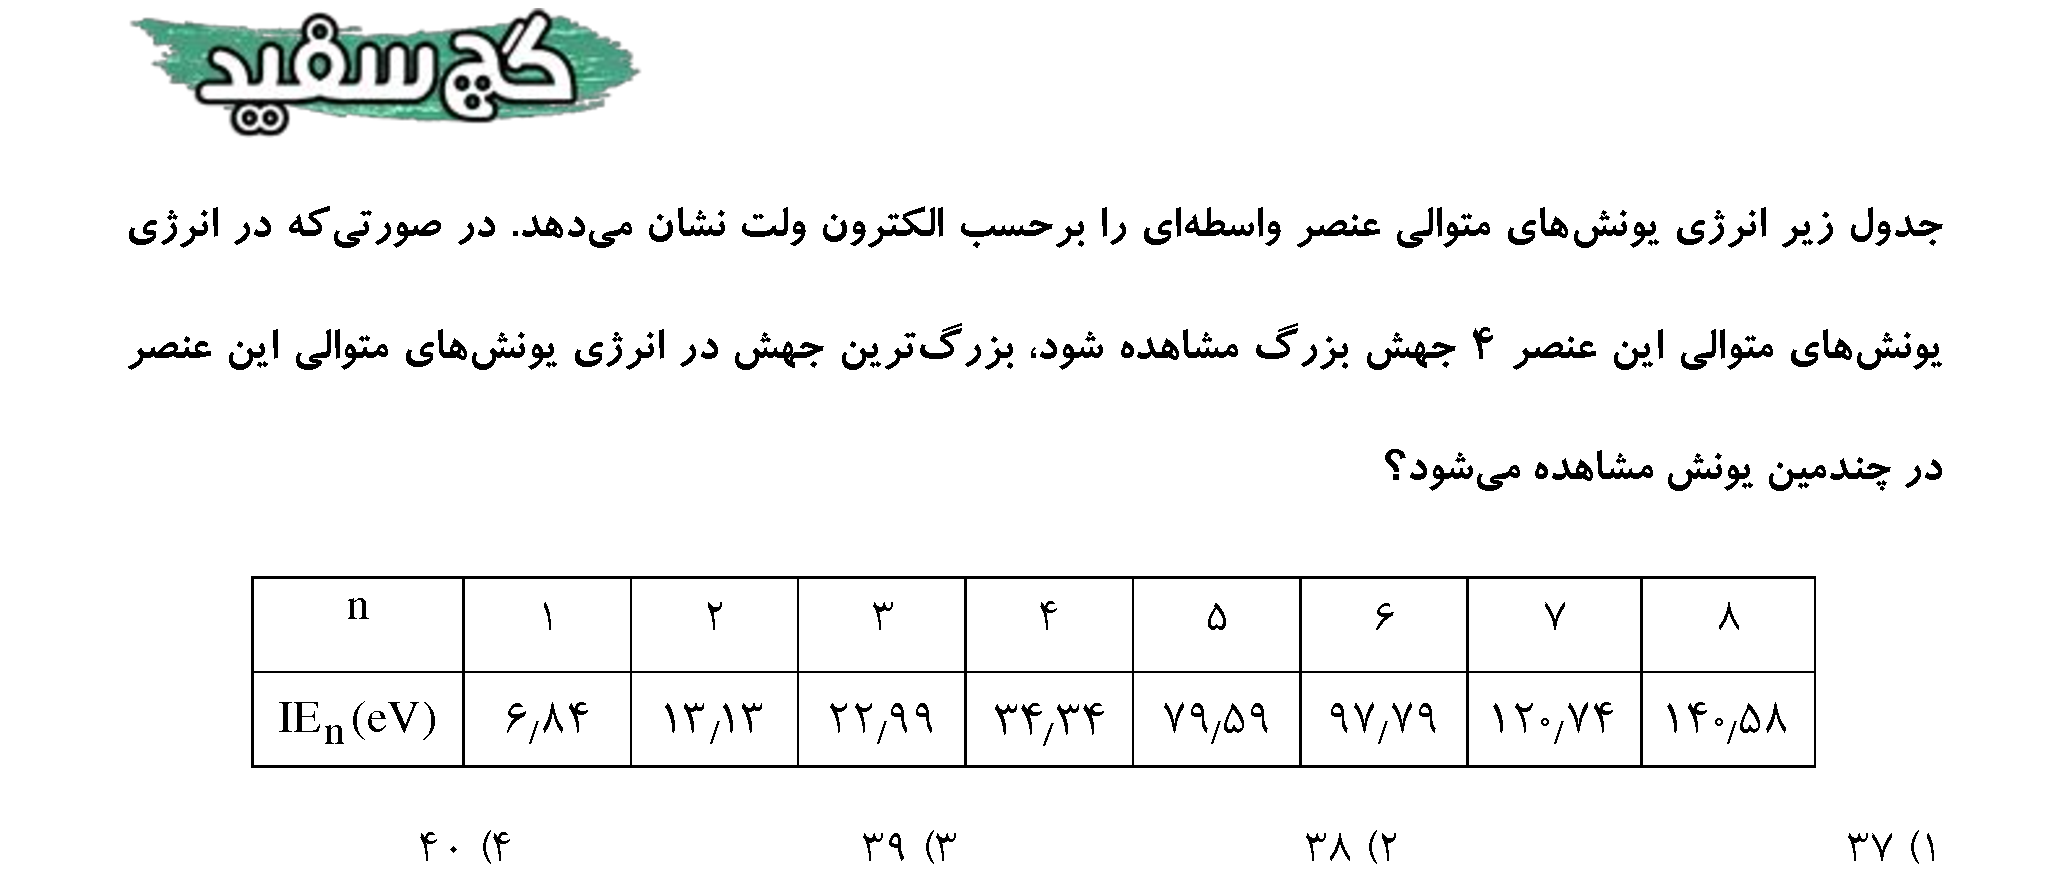 گچ سفید
جدول زیر انرژی یونش‌های متوالی عنصر واسطه‌ای را برحسب الکترون ولت نشان می‌دهد. در صورتی‌که در انرژی
یونش‌های متوالی این عنصر ۴ جهش بزرگ مشاهده شود، بزرگ‌ترین جهش در انرژی یونش‌های متوالی این عنصر
در چندمین یونش مشاهده می‌شود؟
n ۱ ۲ ۳ ۴ ۵ ۶ ۷ ۸
IEn(eV) ۶٫۸۴ ۱۳٫۱۳ ۲۲٫۹۹ ۳۴٫۳۴ ۷۹٫۵۹ ۹۷٫۷۹ ۱۲۰٫۷۴ ۱۴۰٫۵۸
۱) ۳۷ ۲) ۳۸ ۳) ۳۹ ۴) ۴۰